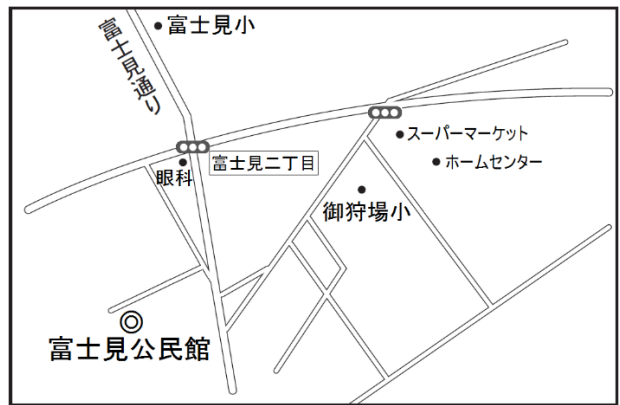 富士見小
富士見通り
スーパーマーケット
ホームセンター
富士見二丁目
眼科
御狩場小
富士見公民館